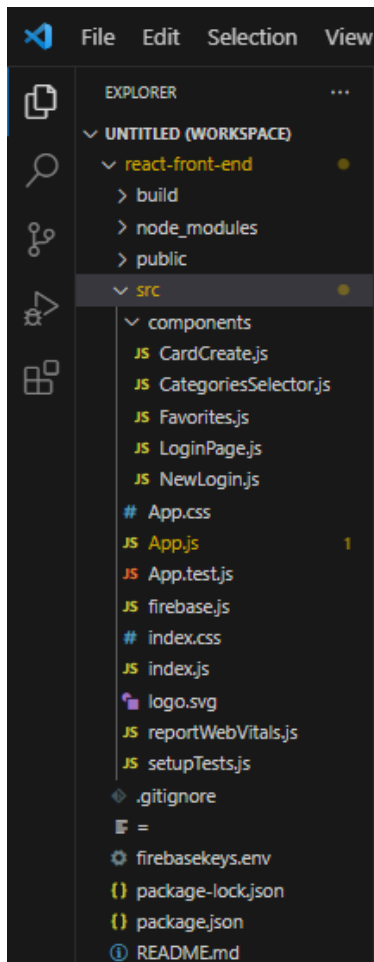 File Edit Selection View
EXPLORER ...
UNTITLED (WORKSPACE)
react-front-end
build
node_modules
public
src
components
JS CardCreate.js
JS CategoriesSelector.js
JS Favorites.js
JS LoginPage.js
JS NewLogin.js
# App.css
JS App.js 1
JS App.test.js
JS firebase.js
# index.css
JS index.js
logo.svg
JS reportWebVitals.js
JS setupTests.js
.gitignore
=
firebasekeys.env
{} package-lock.json
{} package.json
README.md